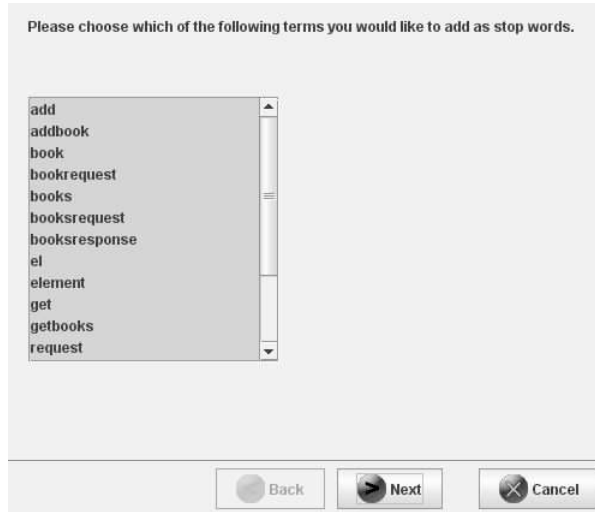 Please choose which of the following terms you would like to add as stop words.
add
addbook
book
bookrequest
books
booksrequest
booksresponse
el
element
get
getbooks
request
Back
Next
Cancel